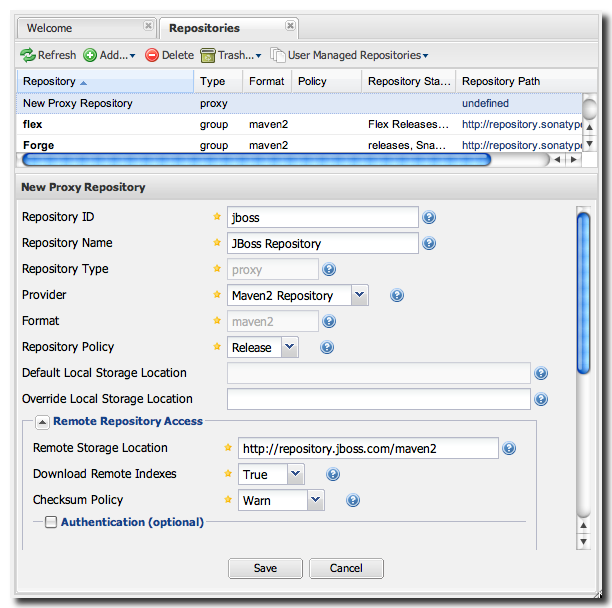 Welcome Repositories
Refresh Add... Delete Trash... User Managed Repositories
Repository Type Format Policy Repository Sta... Repository Path
New Proxy Repository proxy undefined
flex group maven2 Flex Releases... http://repository.sonatype
Forge group maven2 releases, Sna... http://repository.sonatype
New Proxy Repository
Repository ID jboss
Repository Name JBoss Repository
Repository Type proxy
Provider Maven2 Repository
Format maven2
Repository Policy Release
Default Local Storage Location
Override Local Storage Location
Remote Repository Access
Remote Storage Location http://repository.jboss.com/maven2
Download Remote Indexes True
Checksum Policy Warn
Authentication (optional)
Save Cancel